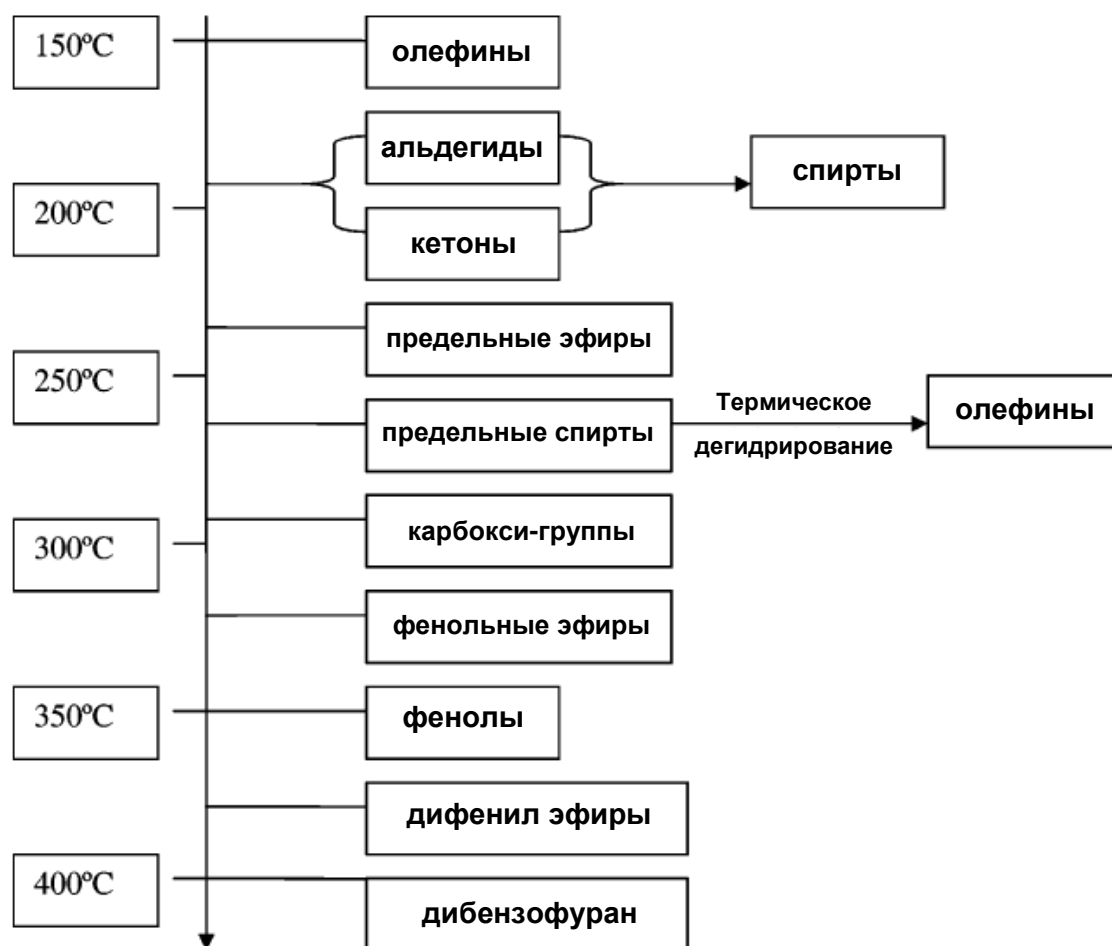 150ºC
олефины
альдегиды
спирты
200ºC
кетоны
предельные эфиры
250ºC
предельные спирты
Термическое
дегидрирование
олефины
карбокси-группы
300ºC
фенольные эфиры
350ºC
фенолы
дифенил эфиры
400ºC
дибензофуран